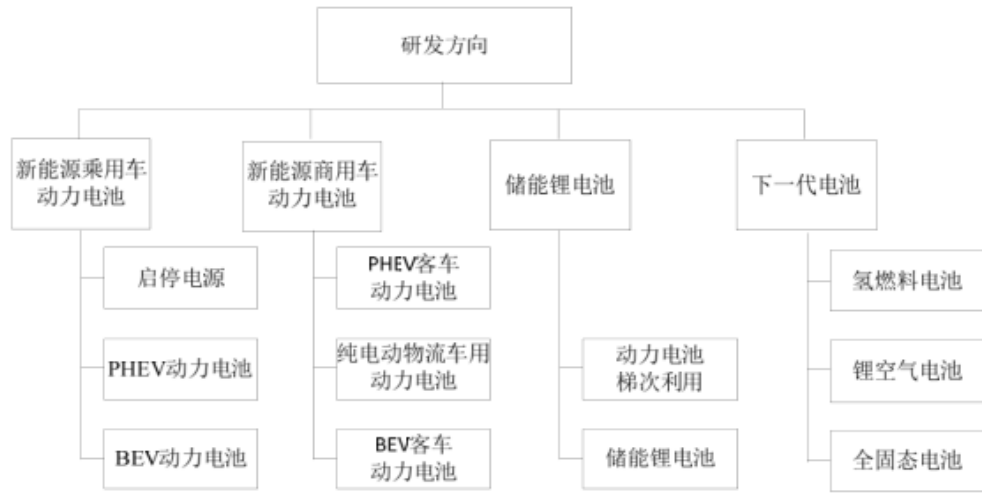 研发方向
新能源乘用车
动力电池
新能源商用车
动力电池
储能锂电池
下一代电池
启停电源
PHEV动力电池
BEV动力电池
PHEV客车
动力电池
纯电动物流车用
动力电池
BEV客车
动力电池
动力电池
梯次利用
储能锂电池
氢燃料电池
锂空气电池
全固态电池